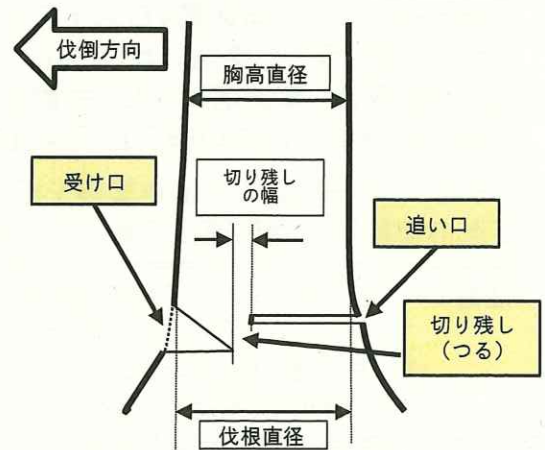 伐倒方向
胸高直径
受け口
切り残し
の幅
追い口
切り残し
(つる)
伐根直径